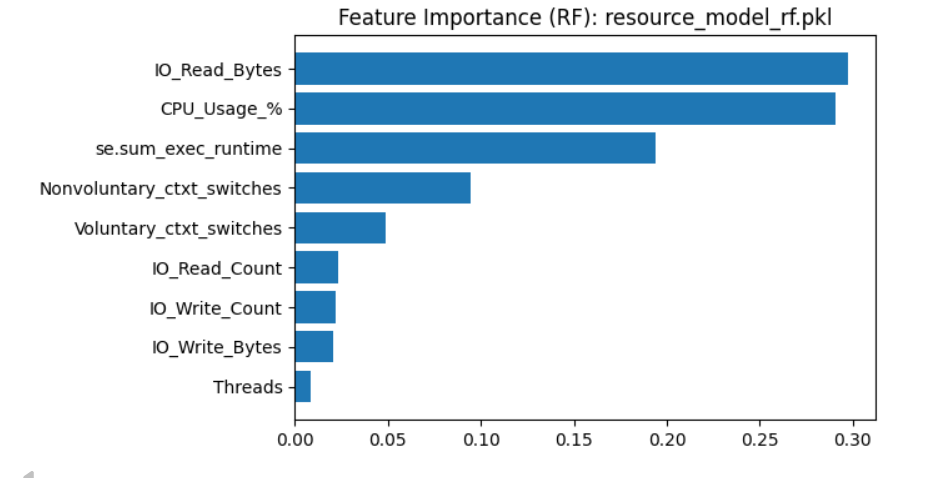 Feature Importance (RF): resource_model_rf.pkl
IO_Read_Bytes
CPU_Usage_%
se.sum_exec_runtime
Nonvoluntary_ctxt_switches
Voluntary_ctxt_switches
IO_Read_Count
IO_Write_Count
IO_Write_Bytes
Threads
0.00 0.05 0.10 0.15 0.20 0.25 0.30